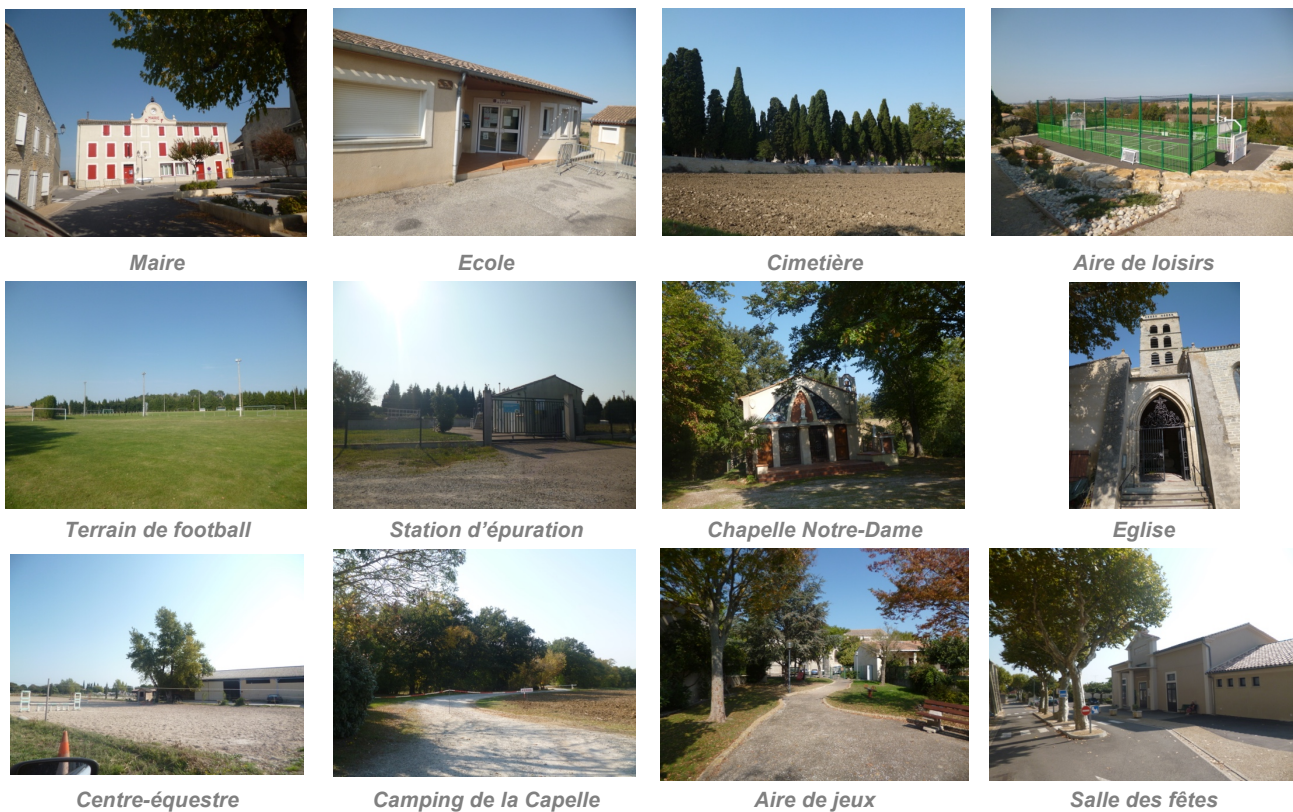 Maire
Ecole
Cimetière
Aire de loisirs
Terrain de football
Station d'épuration
Chapelle Notre-Dame
Eglise
Centre-équestre
Camping de la Capelle
Aire de jeux
Salle des fêtes